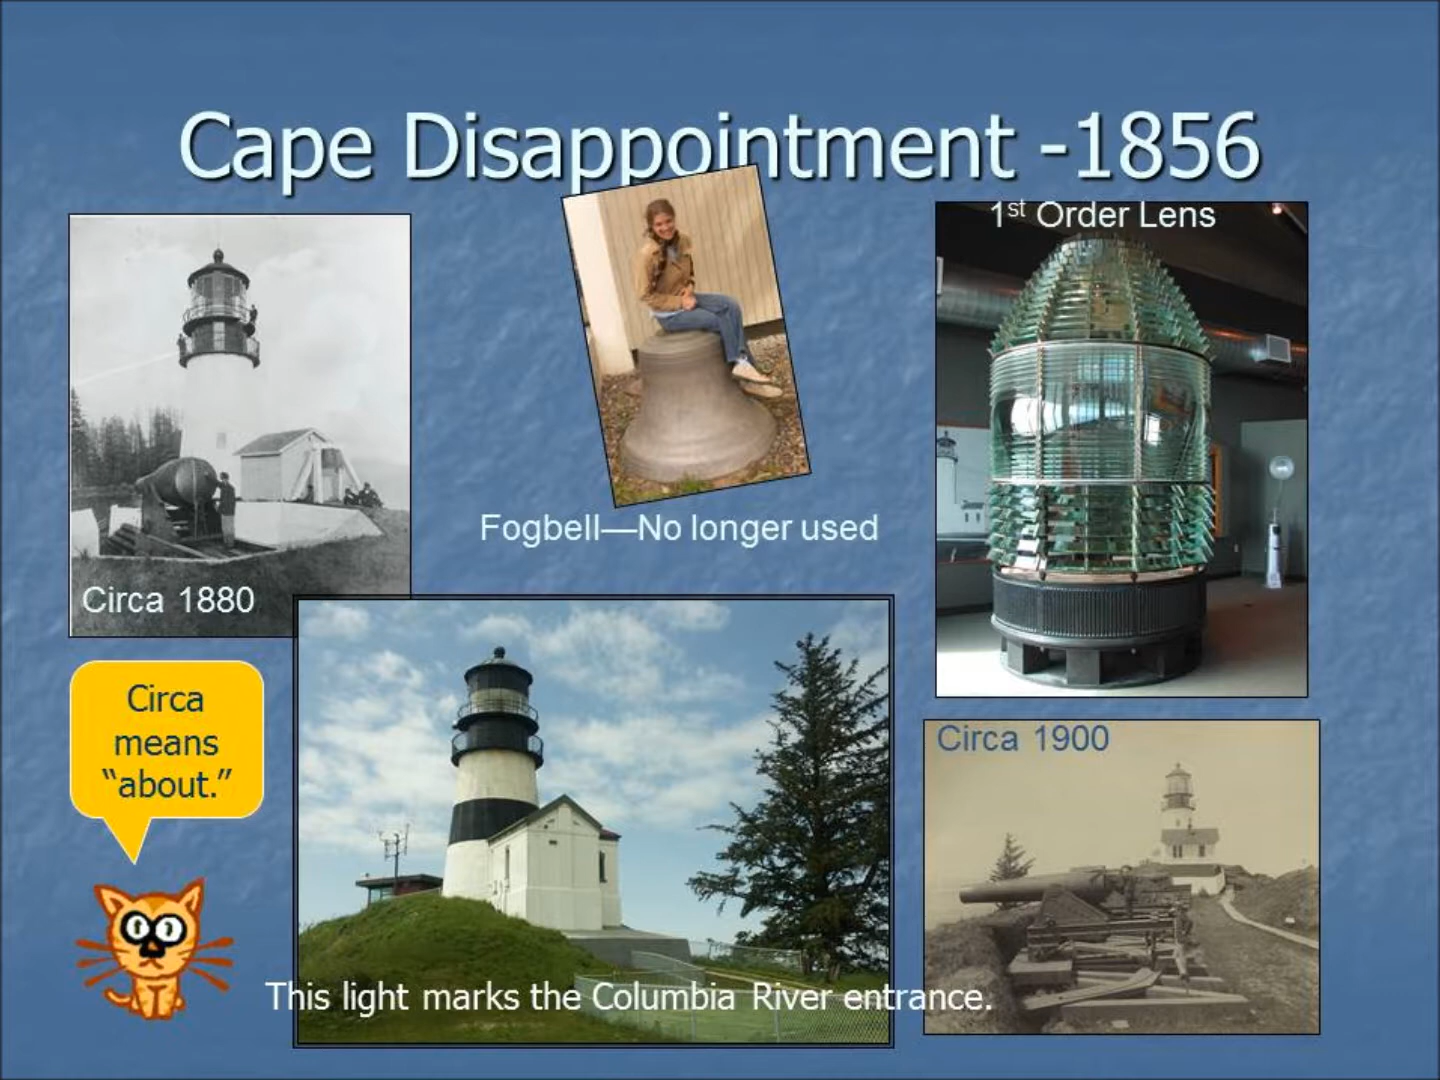 Cape Disappointment -1856
1st Order Lens
Fogbell—No longer used
Circa 1880
Circa
means
“about.”
Circa 1900
This light marks the Columbia River entrance.